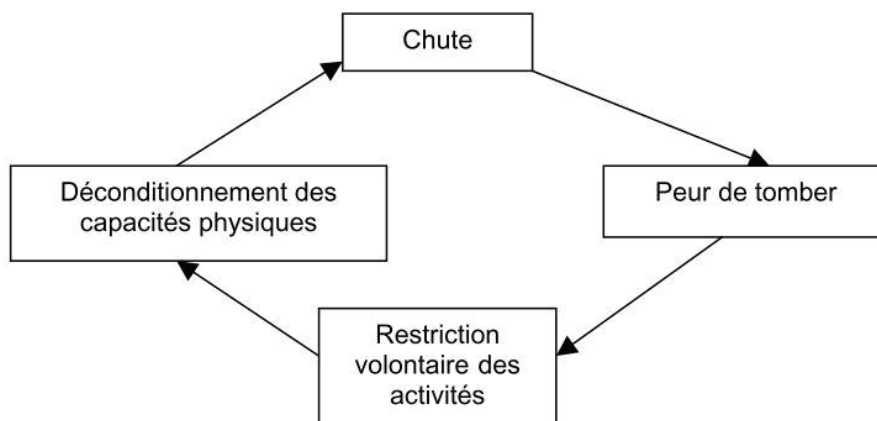 Chute
Déconditionnement des
capacités physiques
Peur de tomber
Restriction
volontaire des
activités